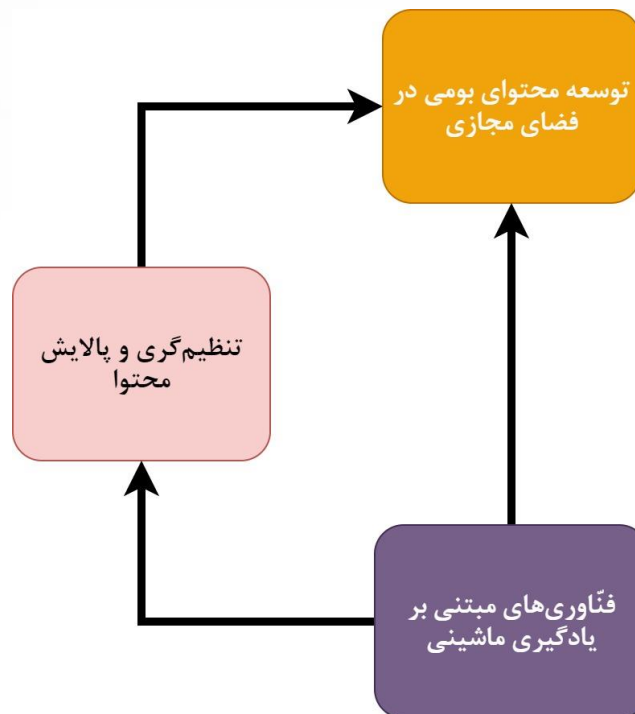 توسعه محتوای بومی در
فضای مجازی
تنظیم‌گری و پالایش
محتوا
فنّاوری‌های مبتنی بر
یادگیری ماشینی